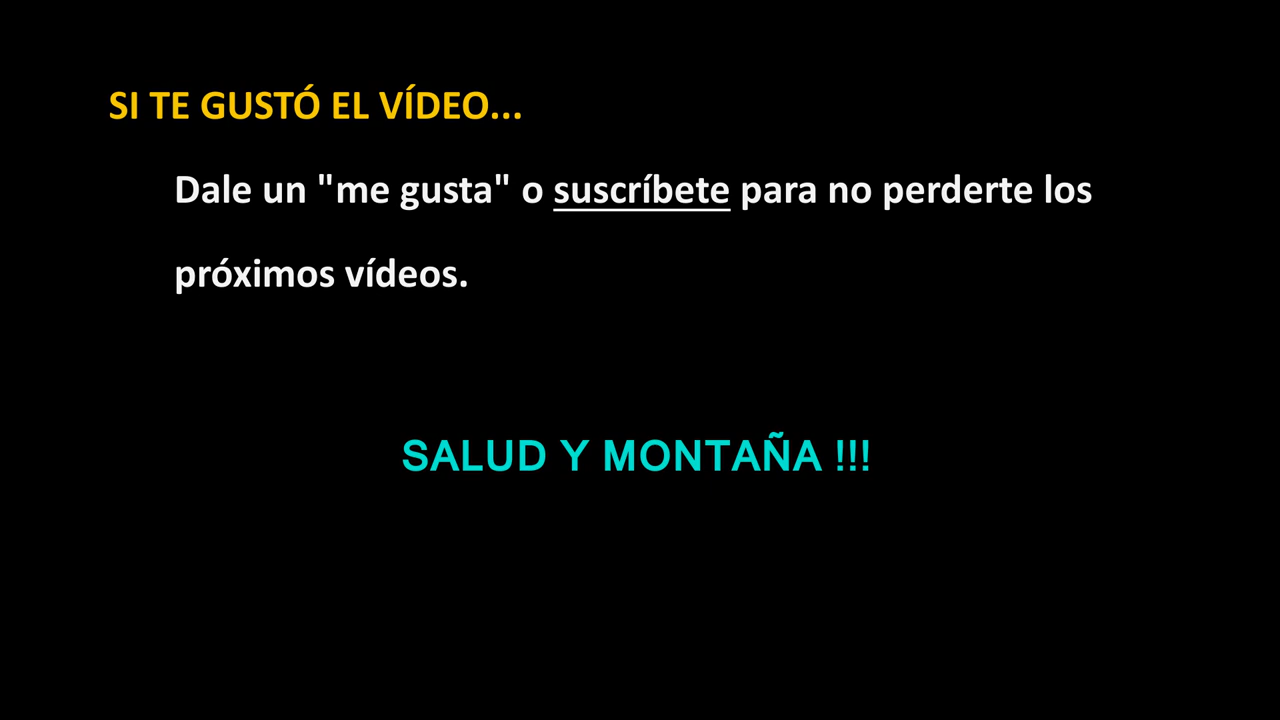 SI TE GUSTÓ EL VÍDEO...
Dale un "me gusta" o suscríbete para no perderte los
próximos vídeos.
SALUD Y MONTAÑA !!!